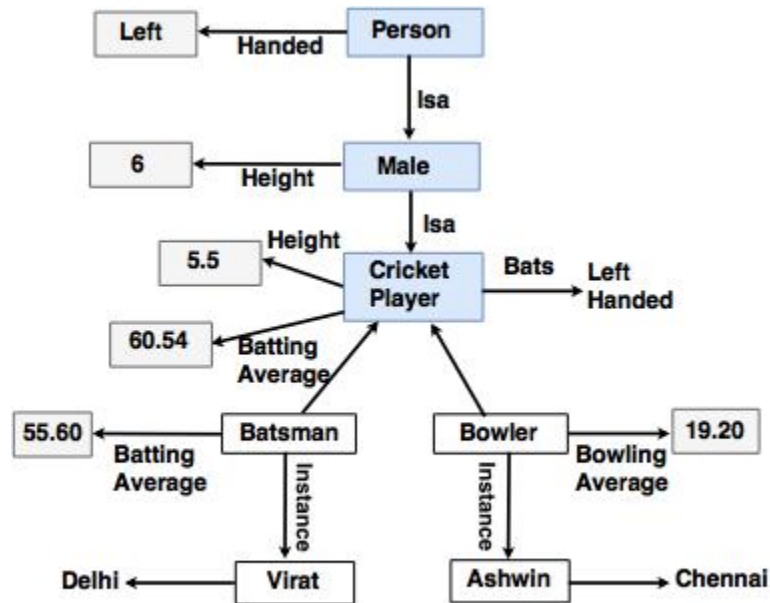 Left
Handed
Person
Isa
6
Height
Male
Isa
5.5
Height
Cricket
Player
Bats
Left
Handed
60.54
Batting
Average
55.60
Batting
Average
Batsman
Bowler
Bowling
Average
19.20
Instance
Instance
Delhi
Virat
Ashwin
Chennai